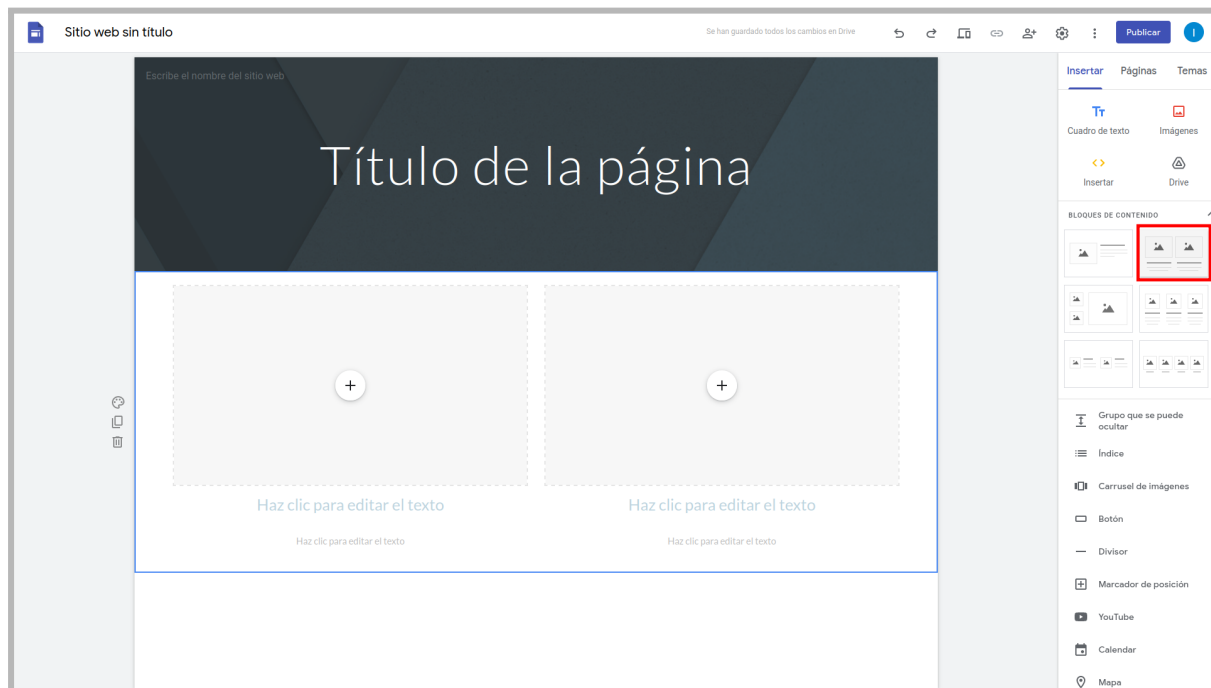 Sitio web sin título
Se han guardado todos los cambios en Drive
Publicar
I
Escribe el nombre del sitio web
Título de la página
Haz clic para editar el texto
Haz clic para editar el texto
Haz clic para editar el texto
Haz clic para editar el texto
Insertar
Páginas
Temas
Cuadro de texto
Imágenes
Insertar
Drive
BLOQUES DE CONTENIDO
Grupo que se puede
ocultar
Índice
Carrusel de imágenes
Botón
Divisor
Marcador de posición
YouTube
Calendar
Mapa